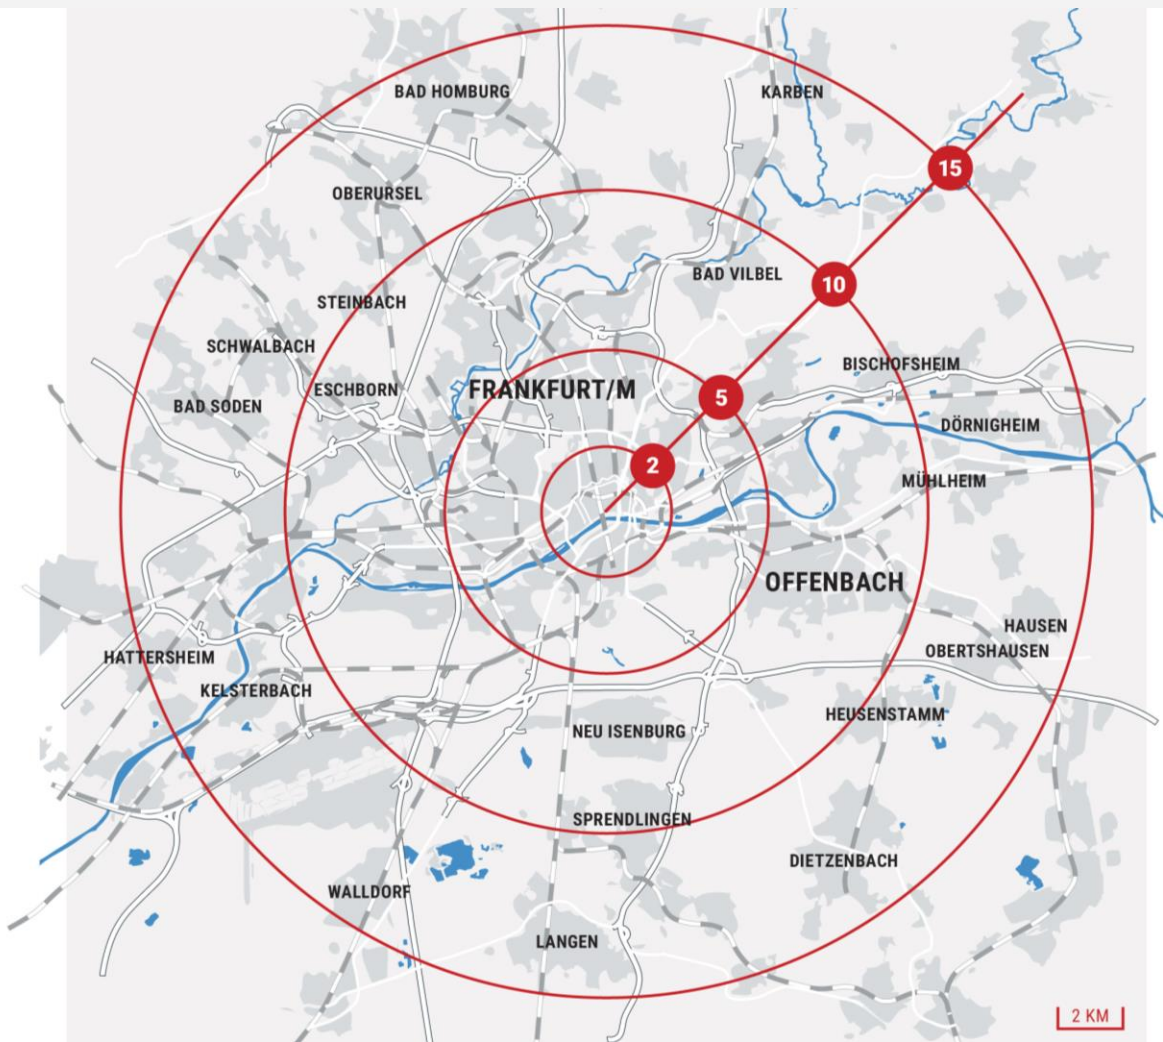 BAD HOMBURG
KARBEN
15
OBERURSEL
BAD VILBEL
10
STEINBACH
SCHWALBACH
BISCHOFSHEIM
ESCHBORN
FRANKFURT/M
5
BAD SODEN
DÖRNIGHEIM
2
MÜHLHEIM
OFFENBACH
HAUSEN
OBERTSHAUSEN
HATTERSHEIM
KELSTERBACH
HEUSENSTAMM
NEU ISENBURG
SPRENDLINGEN
DIETZENBACH
WALLDORF
LANGEN
2 KM